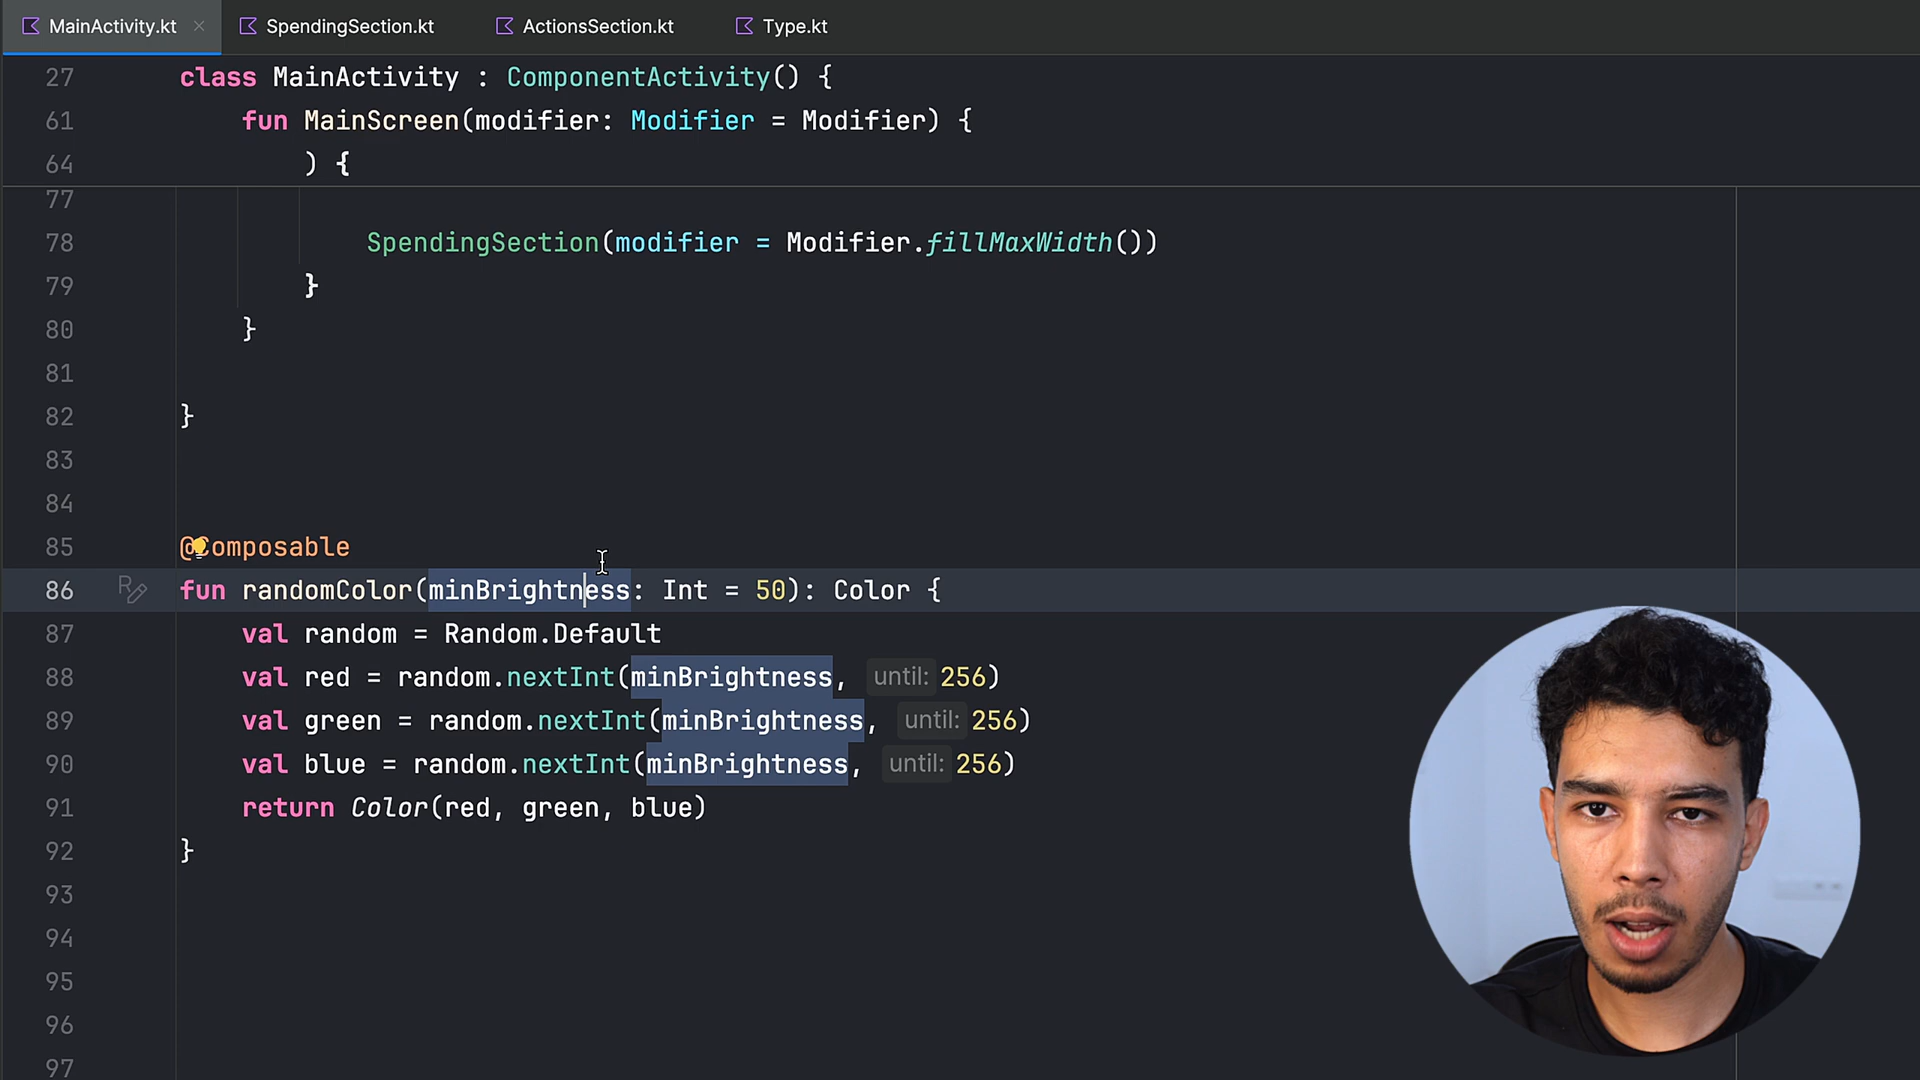 MainActivity.kt SpendingSection.kt ActionsSection.kt Type.kt
27 class MainActivity : ComponentActivity() {
61 fun MainScreen(modifier: Modifier = Modifier) {
64 ) {
77
78 SpendingSection(modifier = Modifier.fillMaxWidth())
79 }
80 }
81
82 }
83
84
85 @Composable
86 fun randomColor(minBrightness: Int = 50): Color {
87 val random = Random.Default
88 val red = random.nextInt(minBrightness, until: 256)
89 val green = random.nextInt(minBrightness, until: 256)
90 val blue = random.nextInt(minBrightness, until: 256)
91 return Color(red, green, blue)
92 }
93
94
95
96
97